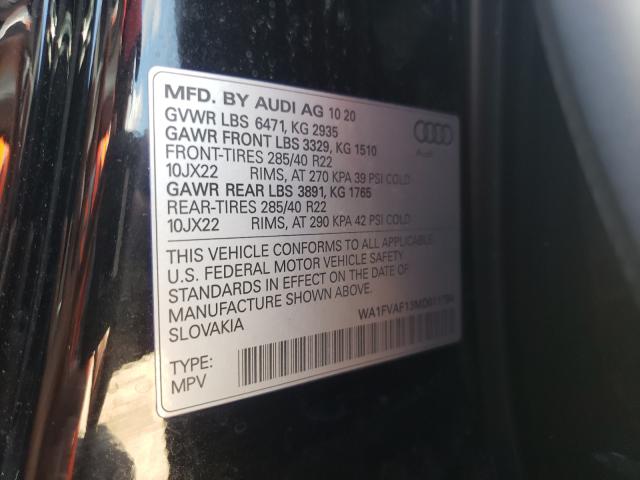 MFD. BY AUDI AG 10 20
GVWR LBS 6471, KG 2935
GAWR FRONT LBS 3329, KG 1510
FRONT-TIRES 285/40 R22
10JX22 RIMS, AT 270 KPA 39 PSI COLD
GAWR REAR LBS 3891, KG 1765
REAR-TIRES 285/40 R22
10JX22 RIMS, AT 290 KPA 42 PSI COLD
THIS VEHICLE CONFORMS TO ALL APPLICABLE
U.S. FEDERAL MOTOR VEHICLE SAFETY
STANDARDS IN EFFECT ON THE DATE OF
MANUFACTURE SHOWN ABOVE.
SLOVAKIA
TYPE:
MPV
Audi